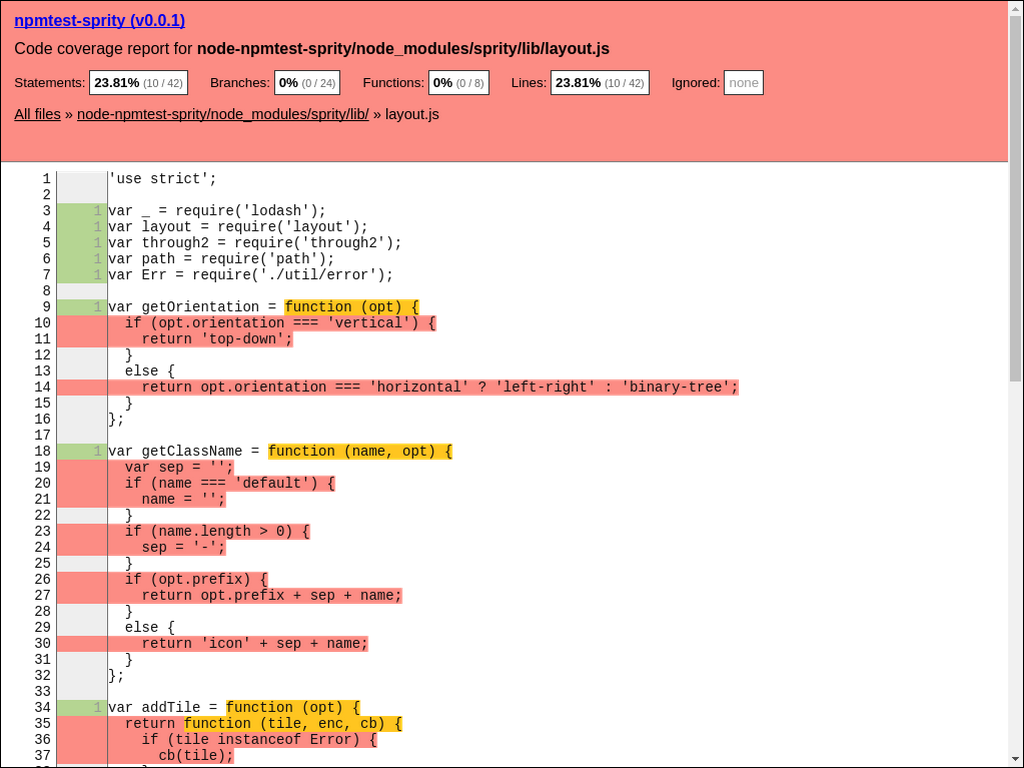 npmtest-sprity (v0.0.1)
Code coverage report for node-npmtest-sprity/node_modules/sprity/lib/layout.js
Statements: 23.81% (10 / 42) Branches: 0% (0 / 24) Functions: 0% (0 / 8) Lines: 23.81% (10 / 42) Ignored: none
All files » node-npmtest-sprity/node_modules/sprity/lib/ » layout.js
1 'use strict';
2
3 1 var _ = require('lodash');
4 1 var layout = require('layout');
5 1 var through2 = require('through2');
6 1 var path = require('path');
7 1 var Err = require('./util/error');
8
9 1 var getOrientation = function (opt) {
10 if (opt.orientation === 'vertical') {
11 return 'top-down';
12 }
13 else {
14 return opt.orientation === 'horizontal' ? 'left-right' : 'binary-tree';
15 }
16 };
17
18 1 var getClassName = function (name, opt) {
19 var sep = '';
20 if (name === 'default') {
21 name = '';
22 }
23 if (name.length > 0) {
24 sep = '-';
25 }
26 if (opt.prefix) {
27 return opt.prefix + sep + name;
28 }
29 else {
30 return 'icon' + sep + name;
31 }
32 };
33
34 1 var addTile = function (opt) {
35 return function (tile, enc, cb) {
36 if (tile instanceof Error) {
37 cb(tile);